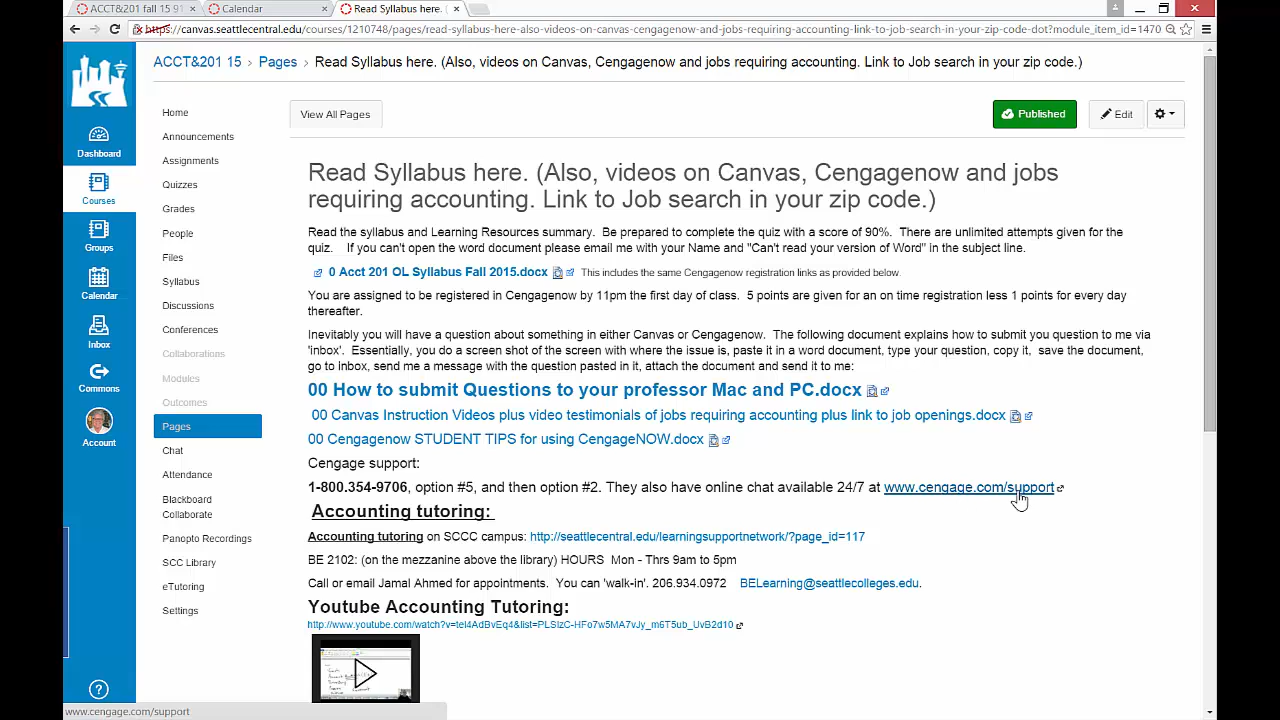 ACCT&201 fall 15 91
Calendar
Read Syllabus here. (
https://canvas.seattlecentral.edu/courses/1210748/pages/read-syllabus-here-also-videos-on-canvas-cengagenow-and-jobs-requiring-accounting-link-to-job-search-in-your-zip-code-dot?module_item_id=1470
ACCT&201 15 > Pages > Read Syllabus here. (Also, videos on Canvas, Cengagenow and jobs requiring accounting. Link to Job search in your zip code.)
Dashboard
Courses
Groups
Calendar
Inbox
Commons
Account
Home
Announcements
Assignments
Quizzes
Grades
People
Files
Syllabus
Discussions
Conferences
Collaborations
Modules
Outcomes
Pages
Chat
Attendance
Blackboard
Collaborate
Panopto Recordings
SCC Library
eTutoring
Settings
View All Pages
Published
Edit
Read Syllabus here. (Also, videos on Canvas, Cengagenow and jobs
requiring accounting. Link to Job search in your zip code.)
Read the syllabus and Learning Resources summary. Be prepared to complete the quiz with a score of 90%. There are unlimited attempts given for the
quiz. If you can't open the word document please email me with your Name and "Can't read your version of Word" in the subject line.
0 Acct 201 OL Syllabus Fall 2015.docx This includes the same Cengagenow registration links as provided below.
You are assigned to be registered in Cengagenow by 11pm the first day of class. 5 points are given for an on time registration less 1 points for every day
thereafter.
Inevitably you will have a question about something in either Canvas or Cengagenow. The following document explains how to submit you question to me via
'inbox'. Essentially, you do a screen shot of the screen with where the issue is, paste it in a word document, type your question, copy it, save the document,
go to inbox, send me a message with the question pasted in it, attach the document and send it to me:
00 How to submit Questions to your professor Mac and PC.docx
00 Canvas Instruction Videos plus video testimonials of jobs requiring accounting plus link to job openings.docx
00 Cengagenow STUDENT TIPS for using CengageNOW.docx
Cengage support:
1-800.354-9706, option #5, and then option #2. They also have online chat available 24/7 at www.cengage.com/support
Accounting tutoring:
Accounting tutoring on SCCC campus: http://seattlecentral.edu/learningsupportnetwork/?page_id=117
BE 2102: (on the mezzanine above the library) HOURS Mon - Thrs 9am to 5pm
Call or email Jamal Ahmed for appointments. You can 'walk-in'. 206.934.0972 BELearning@seattlecolleges.edu.
Youtube Accounting Tutoring:
www.cengage.com/support